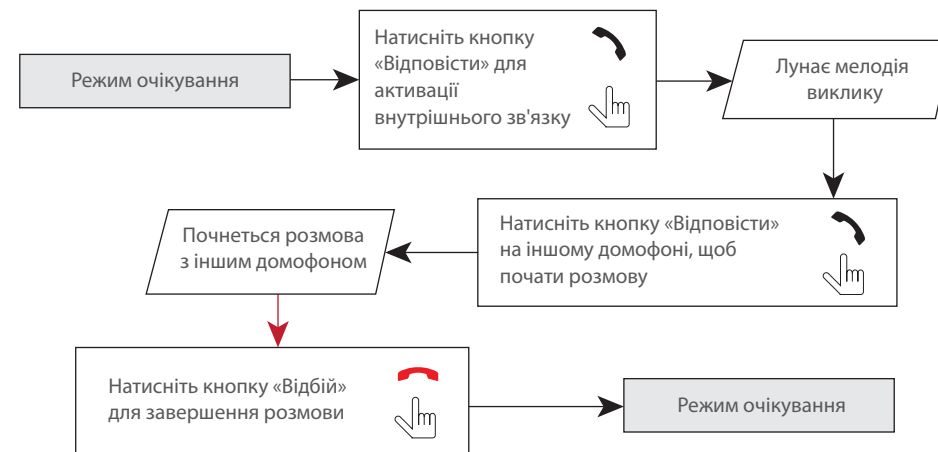 Режим очікування
Натисніть кнопку
«Відповісти» для
активації
внутрішнього зв'язку
Лунає мелодія
виклику
Натисніть кнопку «Відповісти»
на іншому домофоні, щоб
почати розмову
Почнеться розмова
з іншим домофоном
Натисніть кнопку «Відбій»
для завершення розмови
Режим очікування